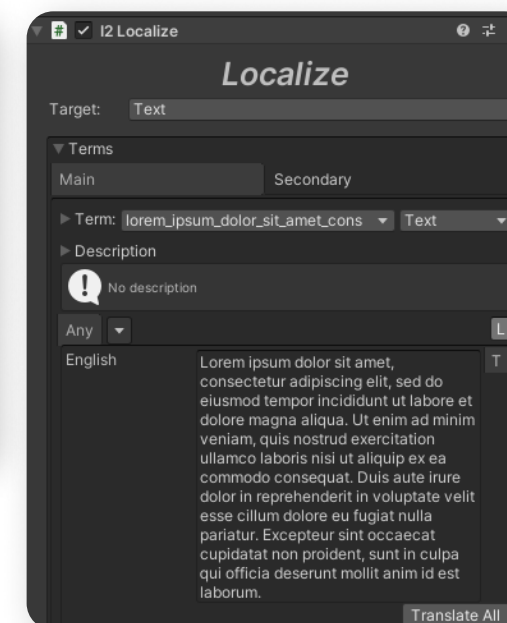 I2 Localize
Localize
Target: Text
Terms
Main Secondary
Term: lorem_ipsum_dolor_sit_amet_cons Text
Description
No description
Any L
English T
Lorem ipsum dolor sit amet,
consectetur adipiscing elit, sed do
eiusmod tempor incididunt ut labore et
dolore magna aliqua. Ut enim ad minim
veniam, quis nostrud exercitation
ullamco laboris nisi ut aliquip ex ea
commodo consequat. Duis aute irure
dolor in reprehenderit in voluptate velit
esse cillum dolore eu fugiat nulla
pariatur. Excepteur sint occaecat
cupidatat non proident, sunt in culpa
qui officia deserunt mollit anim id est
laborum.
Translate All